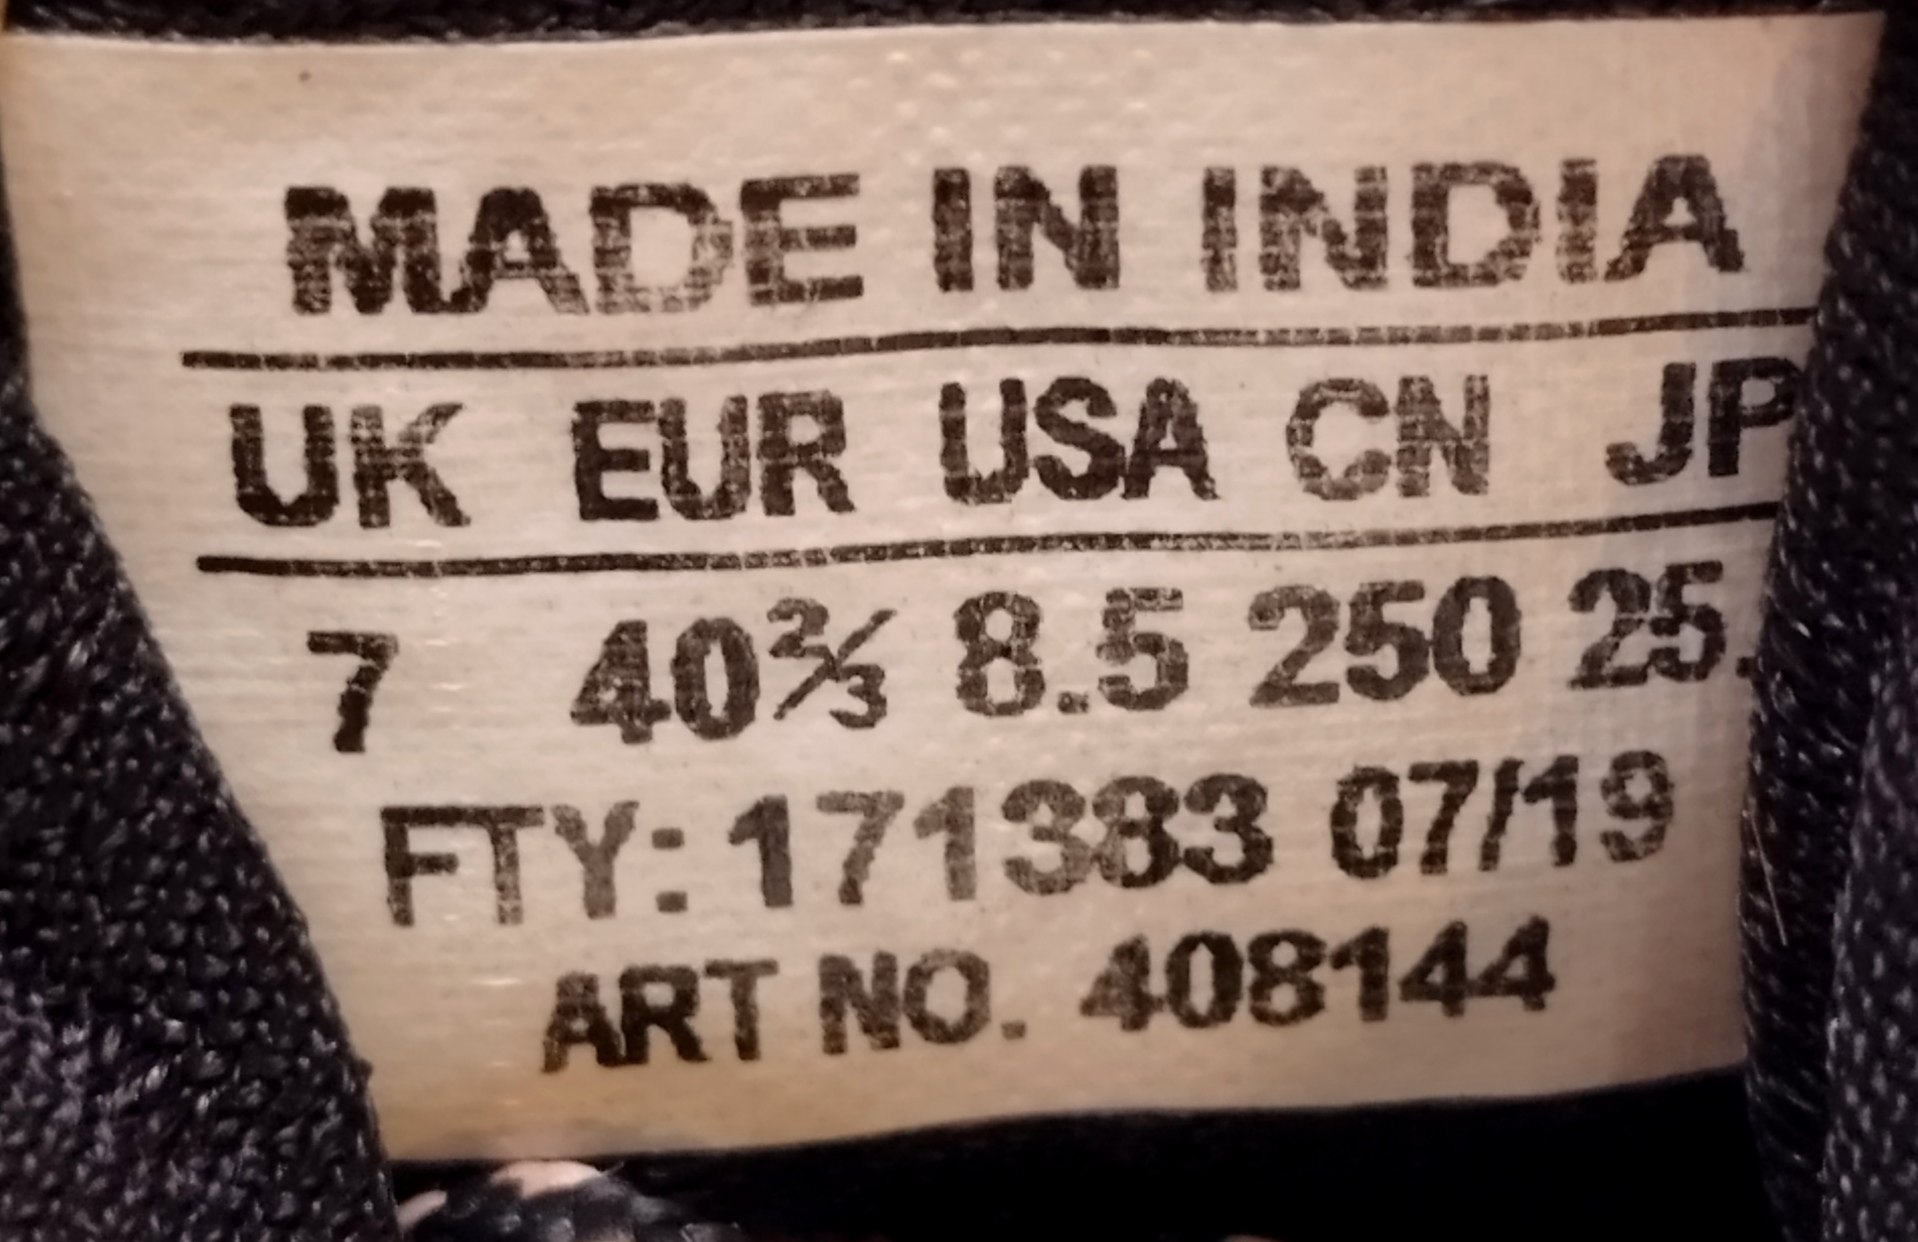 MADE IN INDIA
UK EUR USA CN JP
7 40⅔ 8.5 250 25.
FTY: 171383 07/19
ART NO. 408144